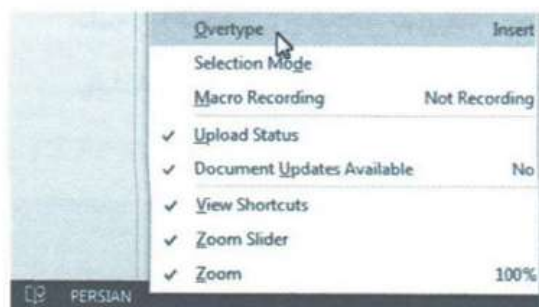 Overtype Insert
Selection Mode
Macro Recording Not Recording
Upload Status
Document Updates Available No
View Shortcuts
Zoom Slider
Zoom 100%
PERSIAN